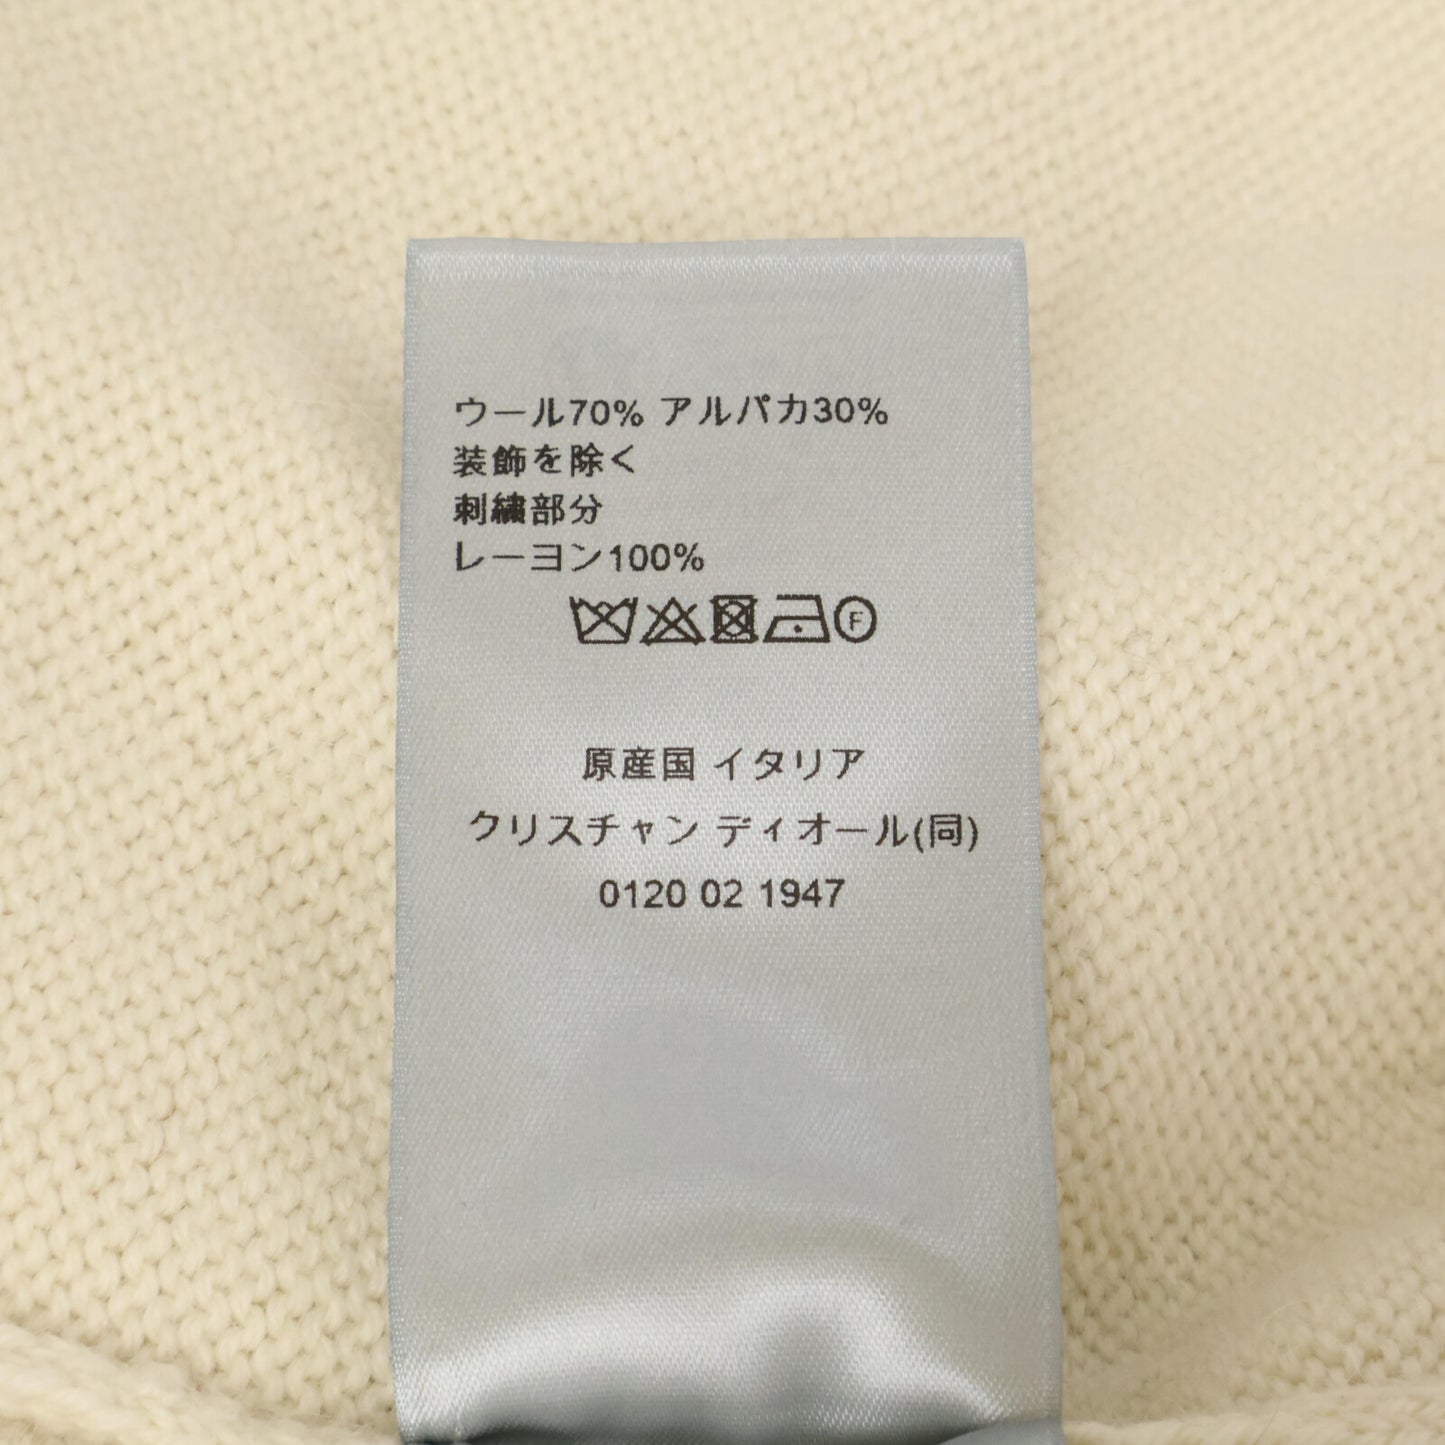 ウール70% アルパカ30%
装飾を除く
刺繍部分
レーヨン100%
F
原産国 イタリア
クリスチャン ディオール(同)
0120 02 1947